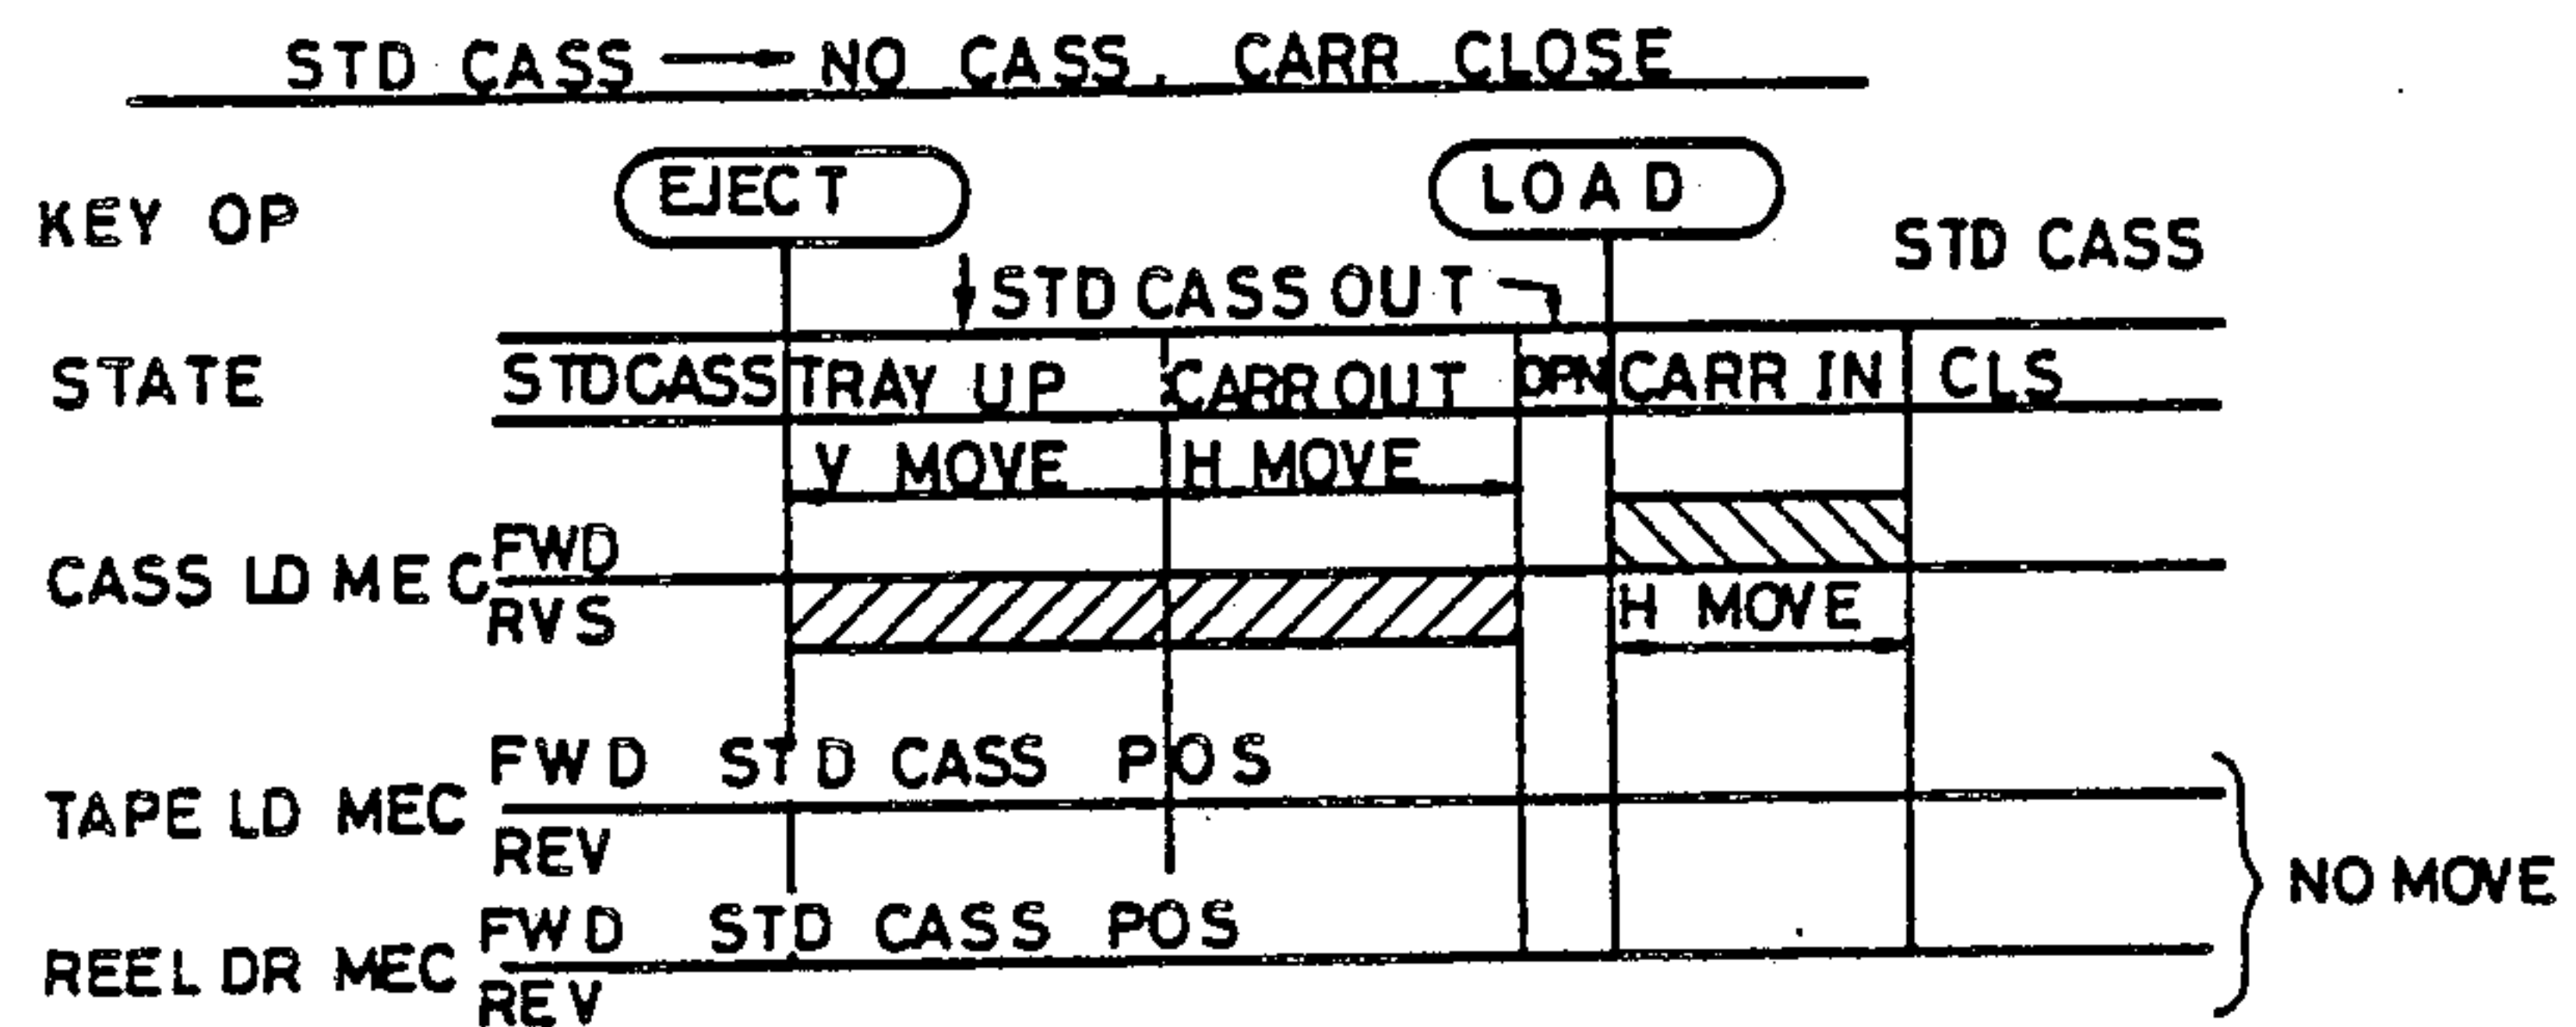 STD CASS → NO CASS. CARR CLOSE
EJECT LOAD
KEY OP
STD CASS
STD CASS OUT
STATE STDCASS TRAY UP CARR OUT OPN CARR IN CLS
V MOVE H MOVE
CASS LD MEC FWD
RVS
H MOVE
FWD STD CASS POS
TAPE LD MEC
REV
NO MOVE
FWD STD CASS POS
REEL DR MEC
REV